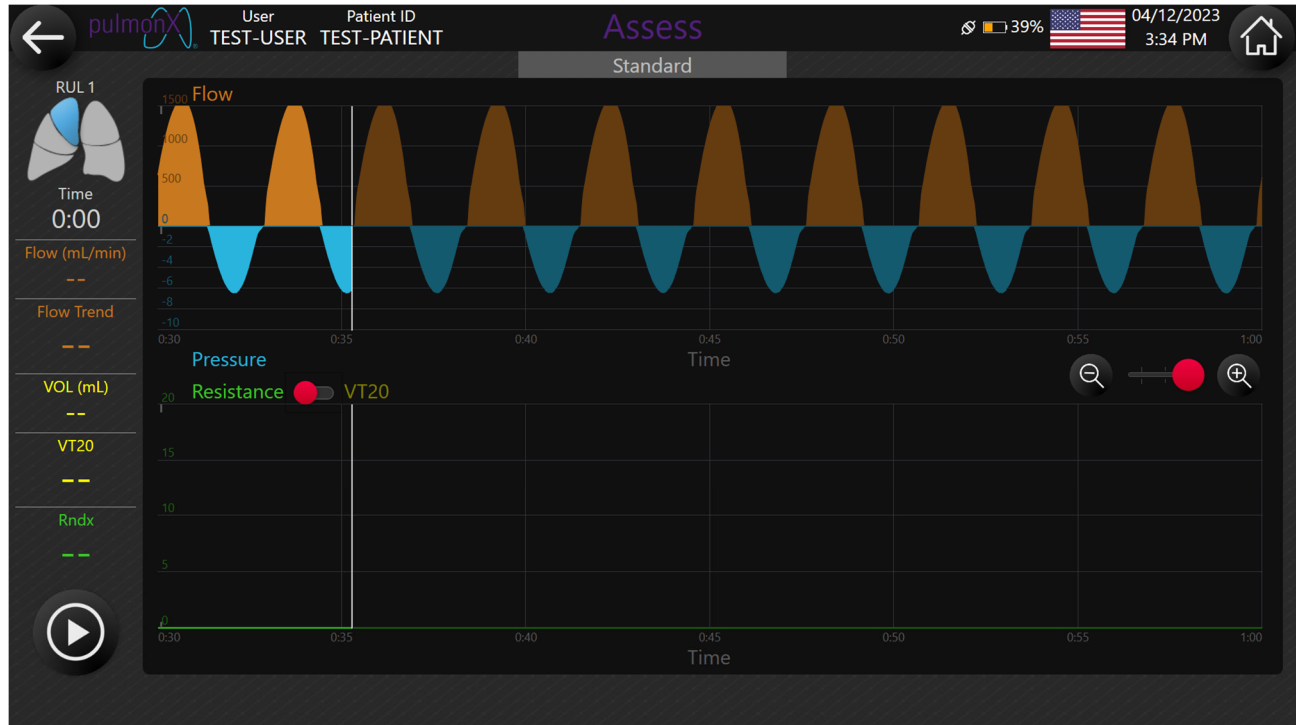 pulmonX®
User
TEST-USER
Patient ID
TEST-PATIENT
Assess
39%
04/12/2023
3:34 PM
Standard
RUL 1
Time
0:00
Flow (mL/min)
--
Flow Trend
--
VOL (mL)
--
VT20
--
Rndx
--
Flow
1500
1000
500
0
-2
-4
-6
-8
-10
0:30 0:35 0:40 0:45 0:50 0:55 1:00
Time
Pressure
Resistance VT20
20
15
10
5
0
0:30 0:35 0:40 0:45 0:50 0:55 1:00
Time